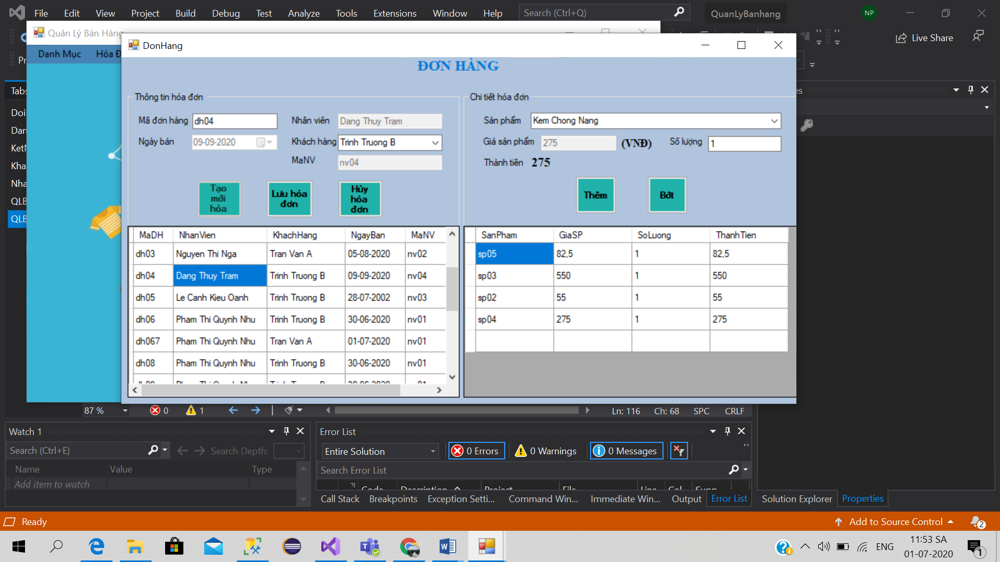 File Edit View Project Build Debug Test Analyze Tools Extensions Window Help Search (Ctrl+Q) QuanLyBanhang NP
Quản Lý Bán Hàng
Live Share
Danh Mục Hóa Đ
DonHang
ĐƠN HÀNG
Thông tin hóa đơn
Mã đơn hàng dh04 Nhân viên Dang Thuy Tram
Ngày bán 09-09-2020 Khách hàng Trinh Truong B
MaNV nv04
Tạo mới hóa
Lưu hóa đơn
Hủy hóa đơn
Chi tiết hóa đơn
Sản phẩm Kem Chong Nang
Giá sản phẩm 275 (VNĐ) Số lượng 1
Thành tiền 275
Thêm Bớt
MaDH NhanVien KhachHang NgayBan MaNV
dh03 Nguyen Thi Nga Tran Van A 05-08-2020 nv02
dh04 Dang Thuy Tram Trinh Truong B 09-09-2020 nv04
dh05 Le Canh Kieu Oanh Trinh Truong B 28-07-2002 nv03
dh06 Pham Thi Quynh Nhu Trinh Truong B 30-06-2020 nv01
dh067 Pham Thi Quynh Nhu Tran Van A 01-07-2020 nv01
dh08 Pham Thi Quynh Nhu Trinh Truong B 30-06-2020 nv01
SanPham GiaSP SoLuong ThanhTien
sp05 82,5 1 82,5
sp03 550 1 550
sp02 55 1 55
sp04 275 1 275
Pr
Tabs
Doi
Dan
KetN
Kha
Nha
QLB
QLB
es
87 % 0 1 Ln: 116 Ch: 68 SPC CRLF
Watch 1
Search (Ctrl+E) Search Depth:
Name Value Type
Add item to watch
Error List
Entire Solution 0 Errors 0 Warnings 0 Messages
Search Error List
Code Description Project File Line Col Supp
Call Stack Breakpoints Exception Setti... Command Win... Immediate Win... Output Error List
Solution Explorer Properties
Ready Add to Source Control 2
ENG 11:53 SA
01-07-2020
1